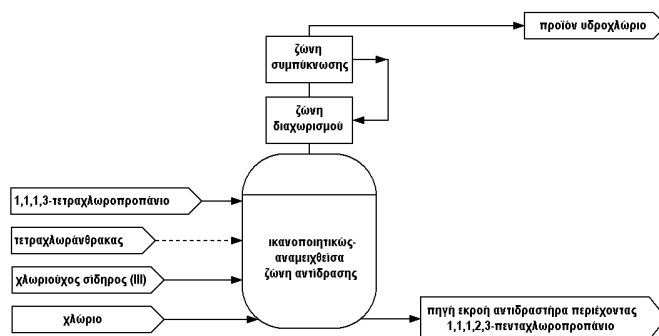 προϊόν υδροχλώριο
ζώνη
συμπύκνωσης
ζώνη
διαχωρισμού
1,1,1,3-τετραχλωροπροπάνιο
τετραχλωράνθρακας
χλωριούχος σίδηρος (III)
χλώριο
ικανοποιητικώς-
αναμειχθείσα
ζώνη αντίδρασης
πηγή εκροή αντιδραστήρα περιέχοντας
1,1,1,2,3-πενταχλωροπροπάνιο